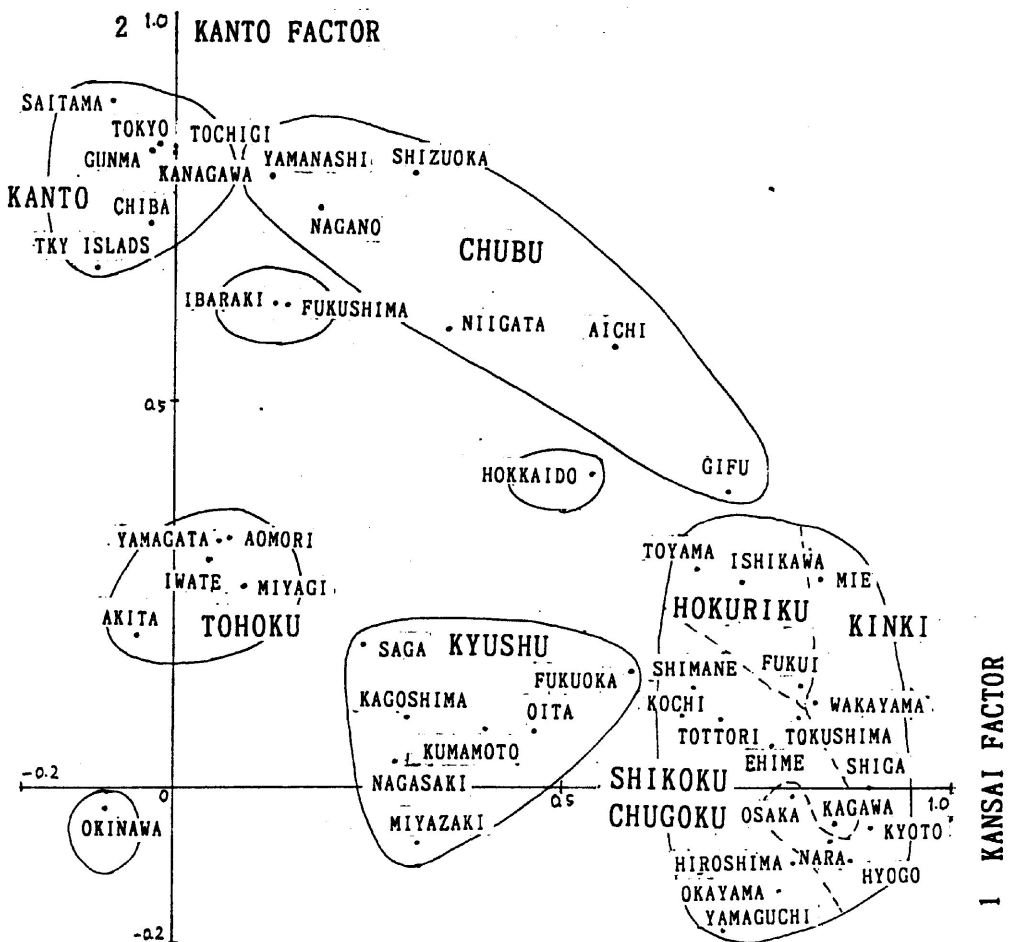 2 1.0 KANTO FACTOR
SAITAMA
TOKYO TOCHIGI
GUNMA YAMANASHI SHIZUOKA
KANAGAWA
KANTO CHIBA
NAGANO
TKY ISLADS CHUBU
IBARAKI FUKUSHIMA
NIIGATA AICHI
0.5
GIFU
HOKKAIDO
YAMAGATA AOMORI
TOYAMA ISHIKAWA
IWATE MIYAGI MIE
AKITA TOHOKU
HOKURIKU KINKI
SAGA KYUSHU
SHIMANE FUKUI
FUKUOKA
KAGOSHIMA OITA
KOCHI WAKAYAMA
TOTTORI TOKUSHIMA
KUMAMOTO
EHIME SHIGA
-0.2 0 NAGASAKI 0.5 SHIKOKU 1.0
OKINAWA MIYAZAKI CHUGOKU OSAKA KAGAWA KYOTO
HIROSHIMA NARA HYOGO
OKAYAMA
YAMAGUCHI
-0.2
1 KANSAI FACTOR